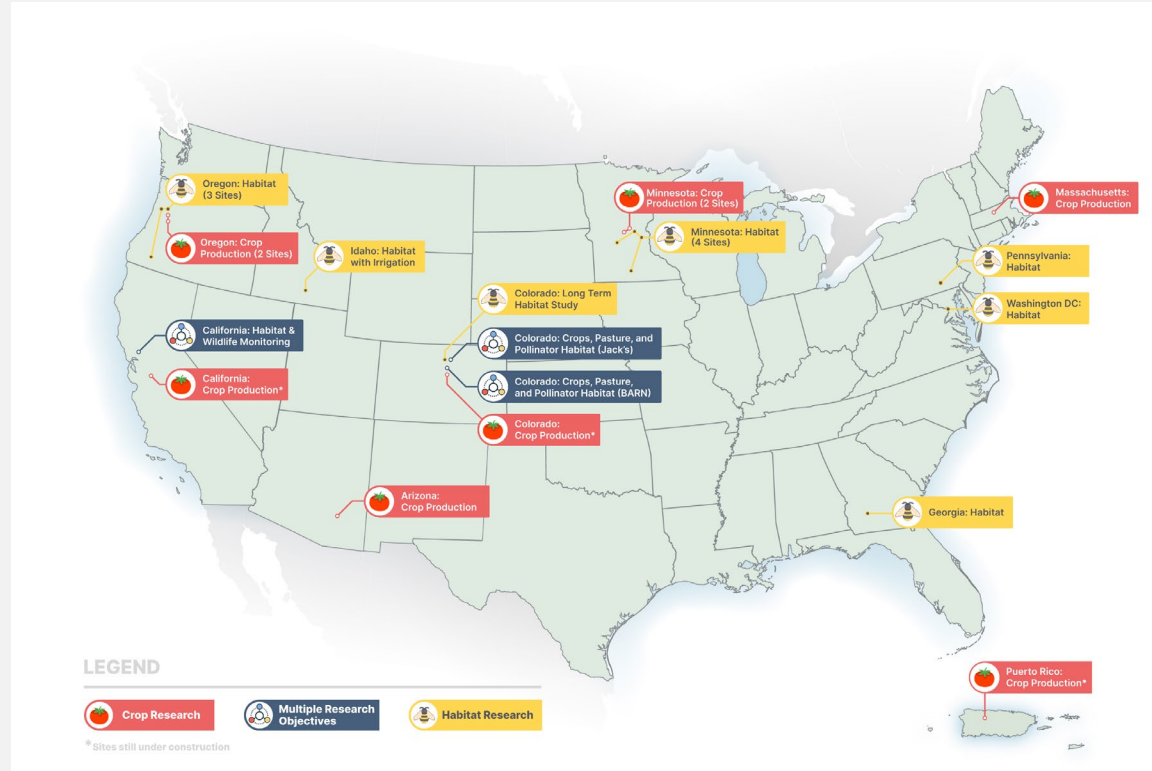 Oregon: Habitat
(3 Sites)
Oregon: Crop
Production (2 Sites)
Idaho: Habitat
with Irrigation
Minnesota: Crop
Production (2 Sites)
Minnesota: Habitat
(4 Sites)
Massachusetts:
Crop Production
Pennsylvania:
Habitat
Washington DC:
Habitat
Colorado: Long Term
Habitat Study
California: Habitat &
Wildlife Monitoring
Colorado: Crops, Pasture, and
Pollinator Habitat (Jack's)
California:
Crop Production*
Colorado: Crops, Pasture,
and Pollinator Habitat (BARN)
Colorado:
Crop Production*
Arizona:
Crop Production
Georgia: Habitat
Puerto Rico:
Crop Production*
LEGEND
Crop Research
Multiple Research
Objectives
Habitat Research
*Sites still under construction